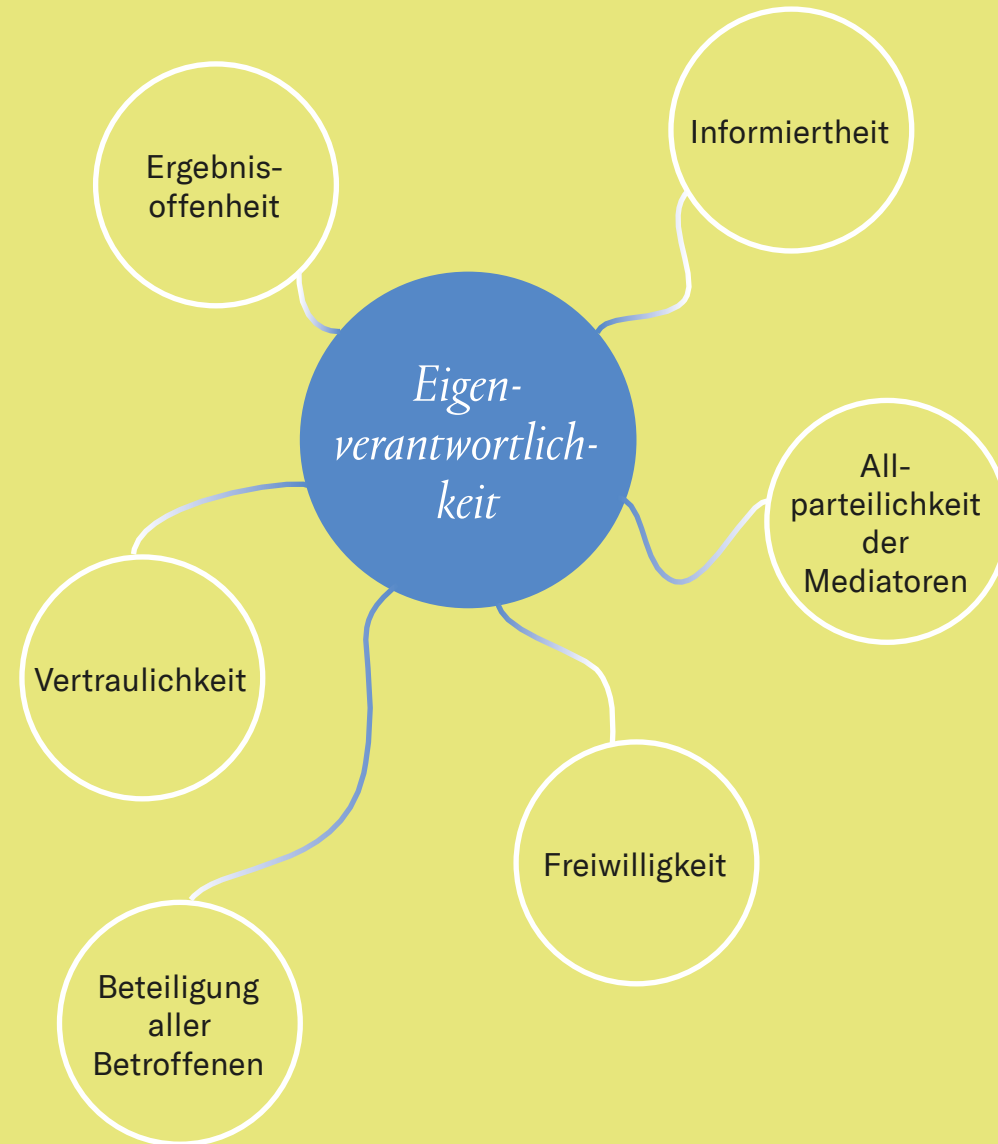 Informiertheit
Ergebnis-
offenheit
Eigen-
verantwortlich-
keit
All-
parteilichkeit
der
Mediatoren
Vertraulichkeit
Freiwilligkeit
Beteiligung
aller
Betroffenen